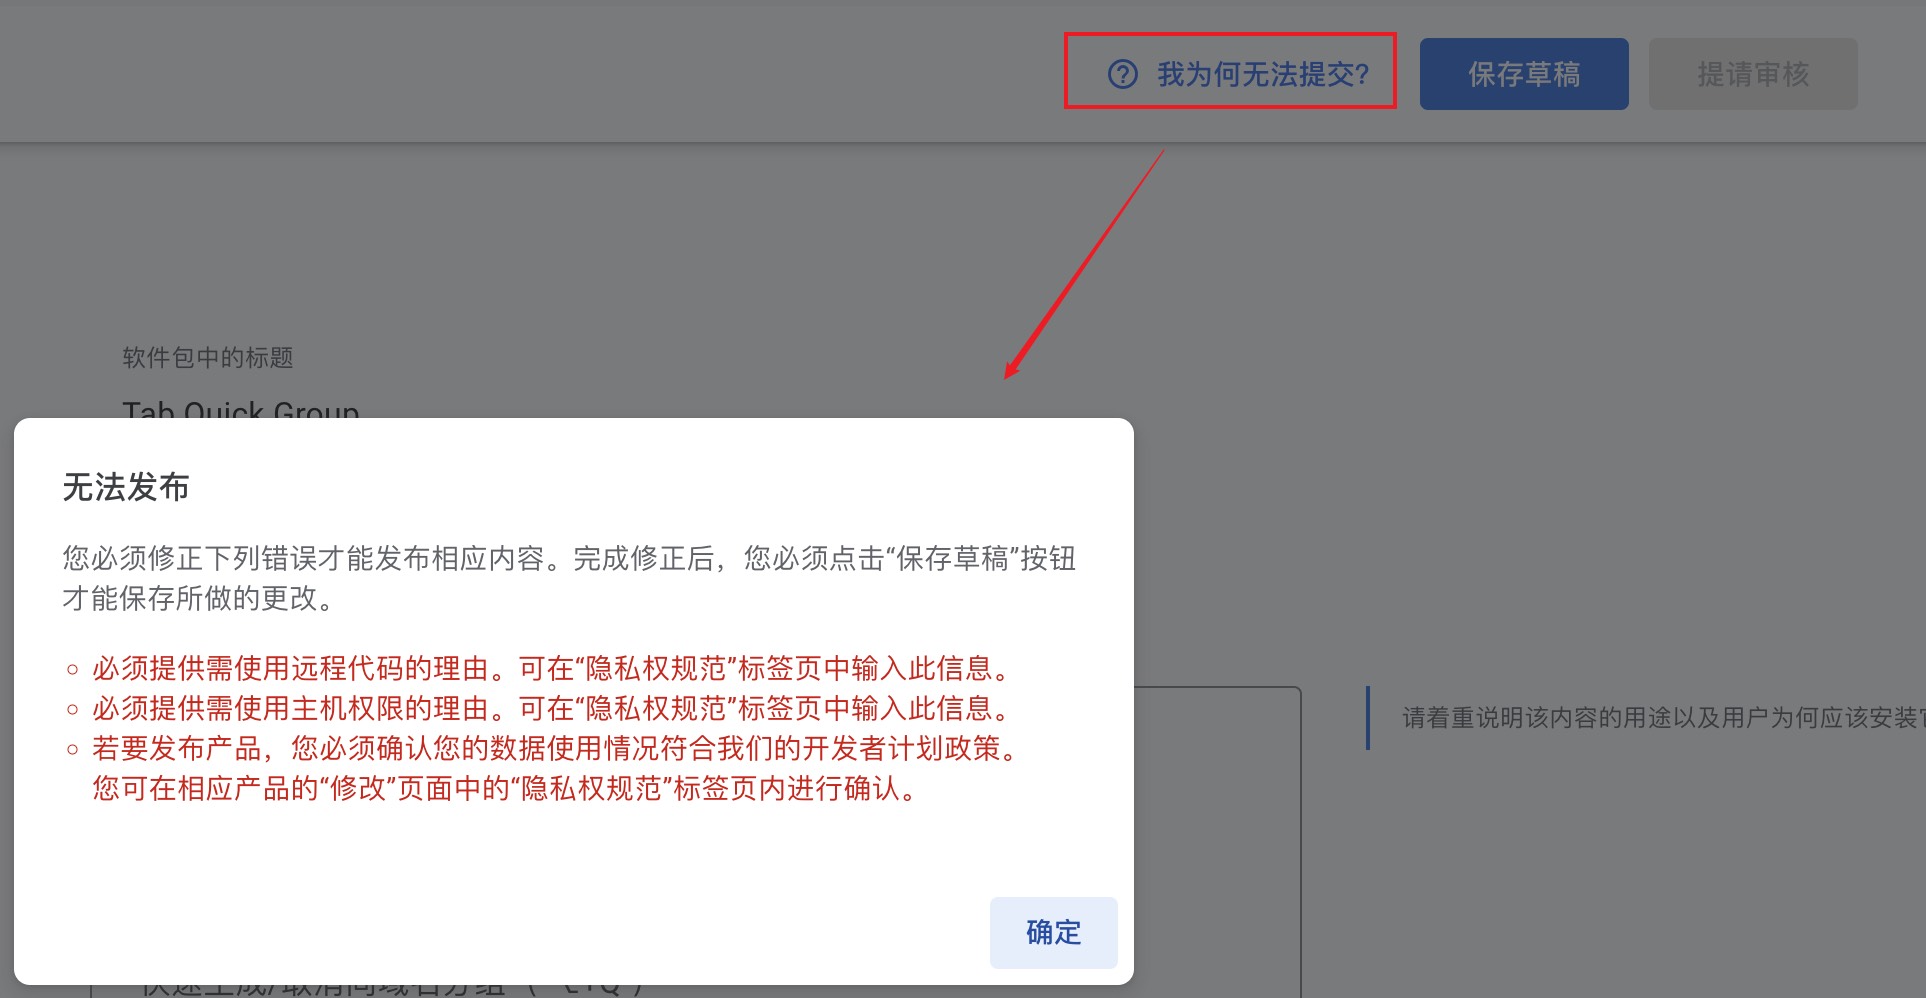 我为何无法提交?
保存草稿
提请审核
软件包中的标题
Tab Quick Group
无法发布
您必须修正下列错误才能发布相应内容。完成修正后，您必须点击“保存草稿”按钮
才能保存所做的更改。
必须提供需使用远程代码的理由。可在“隐私权规范”标签页中输入此信息。
必须提供需使用主机权限的理由。可在“隐私权规范”标签页中输入此信息。
若要发布产品，您必须确认您的数据使用情况符合我们的开发者计划政策。
您可在相应产品的“修改”页面中的“隐私权规范”标签页内进行确认。
请着重说明该内容的用途以及用户为何应该安装
确定
快速生成/取消同域名分组